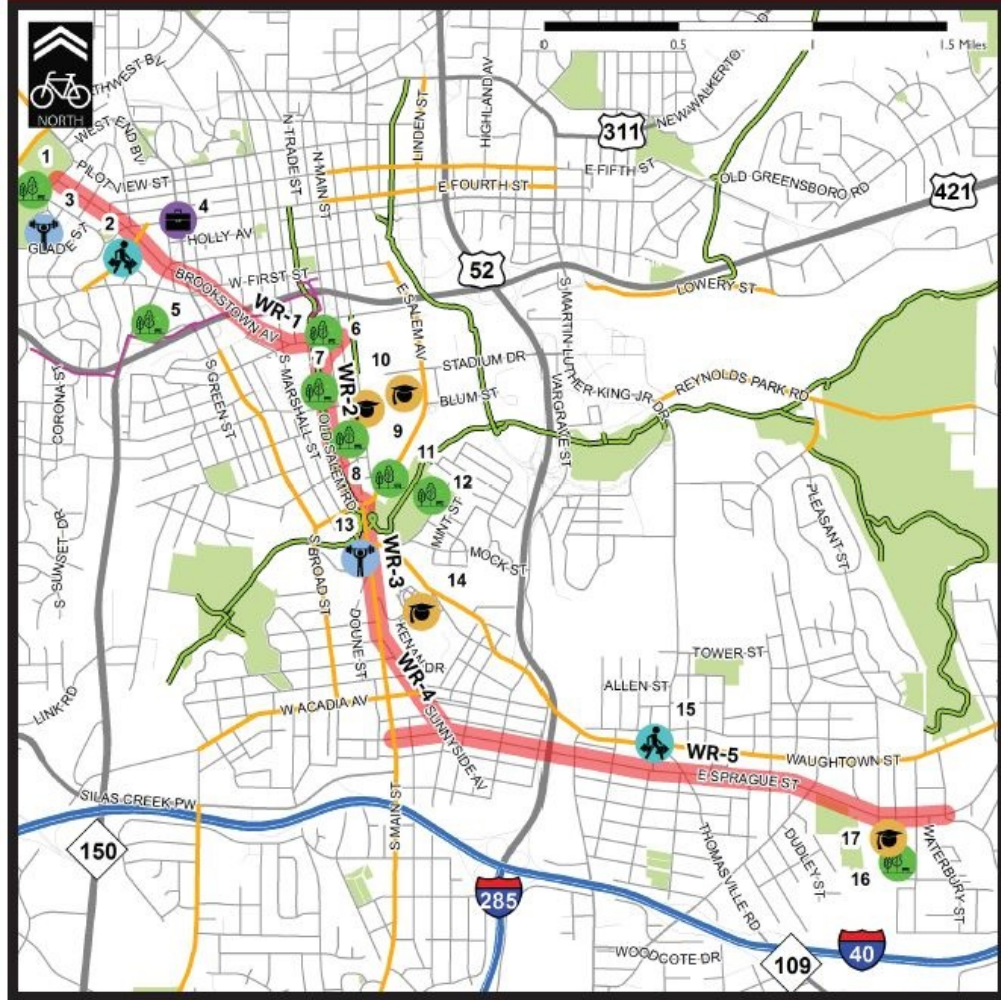 NORTH
0
0.5
1
1.5 Miles
WEST END BV
LINDEN ST
HIGHLAND AV
311
1
PILOT VIEW ST
N TRADE ST
N MAIN ST
E FIFTH ST
E FOURTH ST
OLD GREENSBORO RD
421
3
2
4
GLADE ST
HOLLY AV
W FIRST ST
52
LOWERY ST
BROOKSTOWN AV
WR-1
E SALEM AV
S MARTIN LUTHER KING JR DR
5
6
7
10
STADIUM DR
BLUM ST
REYNOLDS PARK RD
CORONA ST
S GREEN ST
S MARSHALL ST
WR-2
VARGRAVE ST
9
OLD SALEM RD
8
11
12
MINT ST
PLEASANT ST
S SUNSET DR
13
WR-3
MOCK ST
S BROAD ST
14
DOUNE ST
KENAN DR
TOWER ST
LINK RD
WR-4
ALLEN ST
W ACADIA AV
SUNNYSIDE AV
15
WR-5
WAUGHTOWN ST
E SPRAGUE ST
SILAS CREEK PW
S MAIN ST
150
THOMASVILLE RD
DUDLEY ST
17
16
WATERBURY ST
285
WOODCOTE DR
109
40